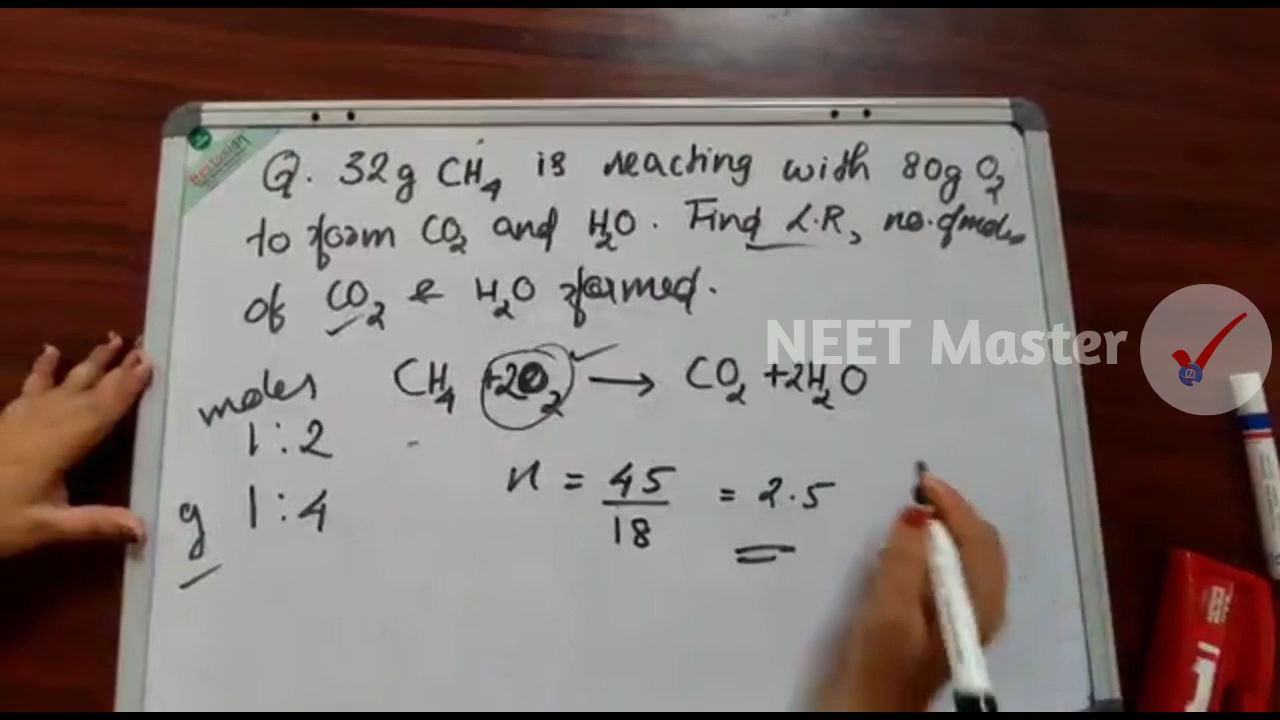 Q. 32g CH₄ is reacting with 80g O₂
to form CO₂ and H₂O. Find L.R, no. of moles
of CO₂ & H₂O formed.
NEET Master
moles CH₄ +2O₂ → CO₂ +2H₂O
1:2
n = 45/18 = 2.5
g 1:4